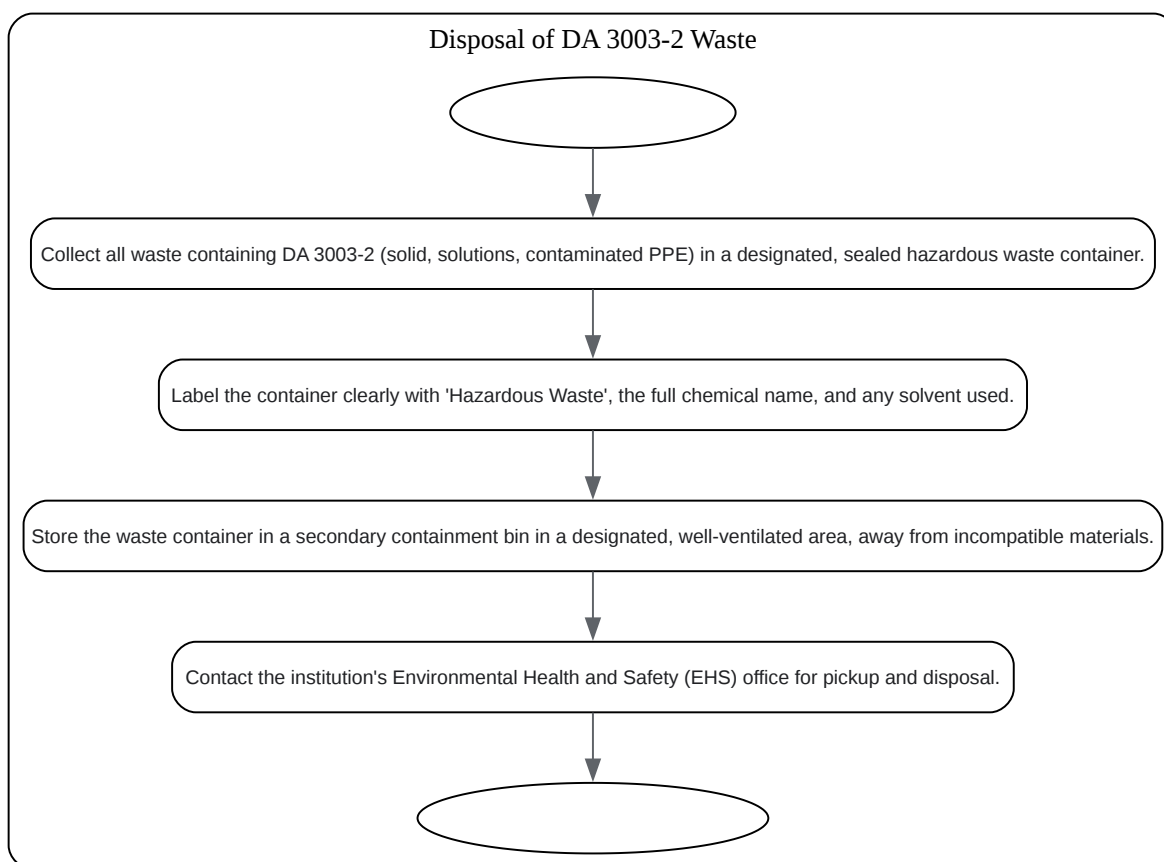 Disposal of DA 3003-2 Waste
Collect all waste containing DA 3003-2 (solid, solutions, contaminated PPE) in a designated, sealed hazardous waste container.
Label the container clearly with 'Hazardous Waste', the full chemical name, and any solvent used.
Store the waste container in a secondary containment bin in a designated, well-ventilated area, away from incompatible materials.
Contact the institution's Environmental Health and Safety (EHS) office for pickup and disposal.